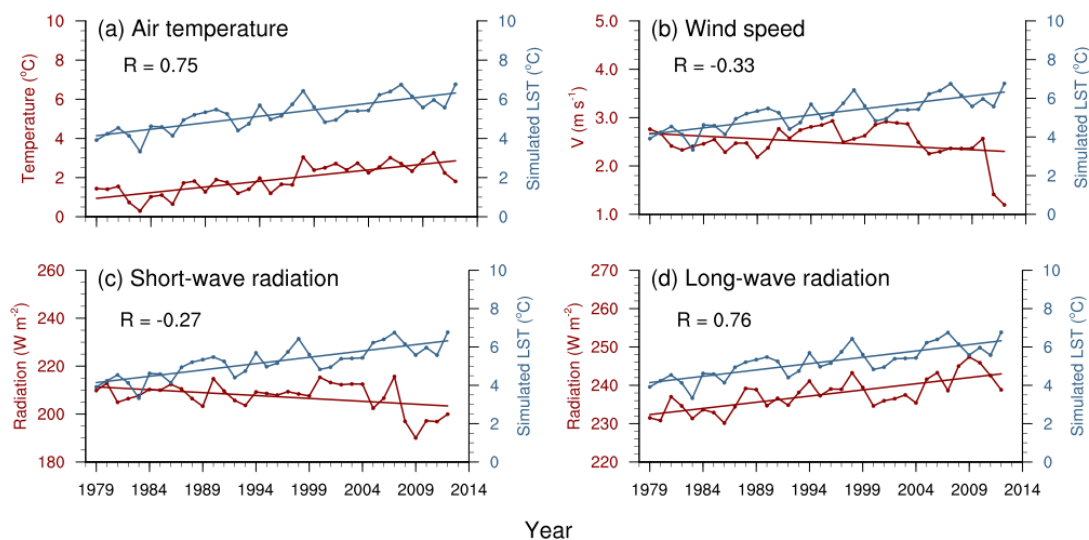 (a) Air temperature
R = 0.75
Temperature (°C)
0
2
4
6
8
10
Simulated LST (°C)
0
2
4
6
8
10
(b) Wind speed
R = -0.33
V (m s⁻¹)
1.0
2.0
3.0
4.0
5.0
Simulated LST (°C)
0
2
4
6
8
10
(c) Short-wave radiation
R = -0.27
Radiation (W m⁻²)
180
200
220
240
260
Simulated LST (°C)
0
2
4
6
8
10
1979 1984 1989 1994 1999 2004 2009 2014
(d) Long-wave radiation
R = 0.76
Radiation (W m⁻²)
220
230
240
250
260
270
Simulated LST (°C)
0
2
4
6
8
10
1979 1984 1989 1994 1999 2004 2009 2014
Year